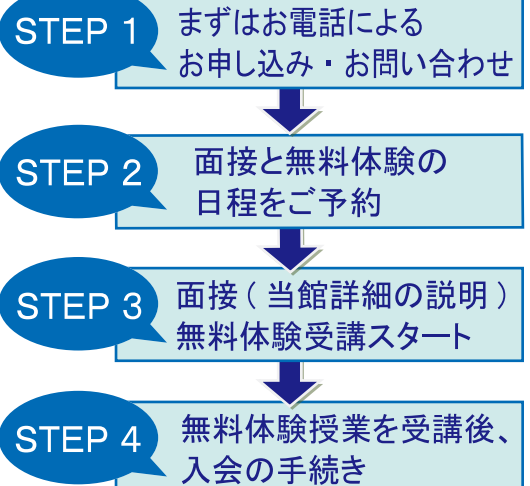 STEP 1
まずはお電話による
お申し込み・お問い合わせ
STEP 2
面接と無料体験の
日程をご予約
STEP 3
面接(当館詳細の説明)
無料体験受講スタート
STEP 4
無料体験授業を受講後、
入会の手続き